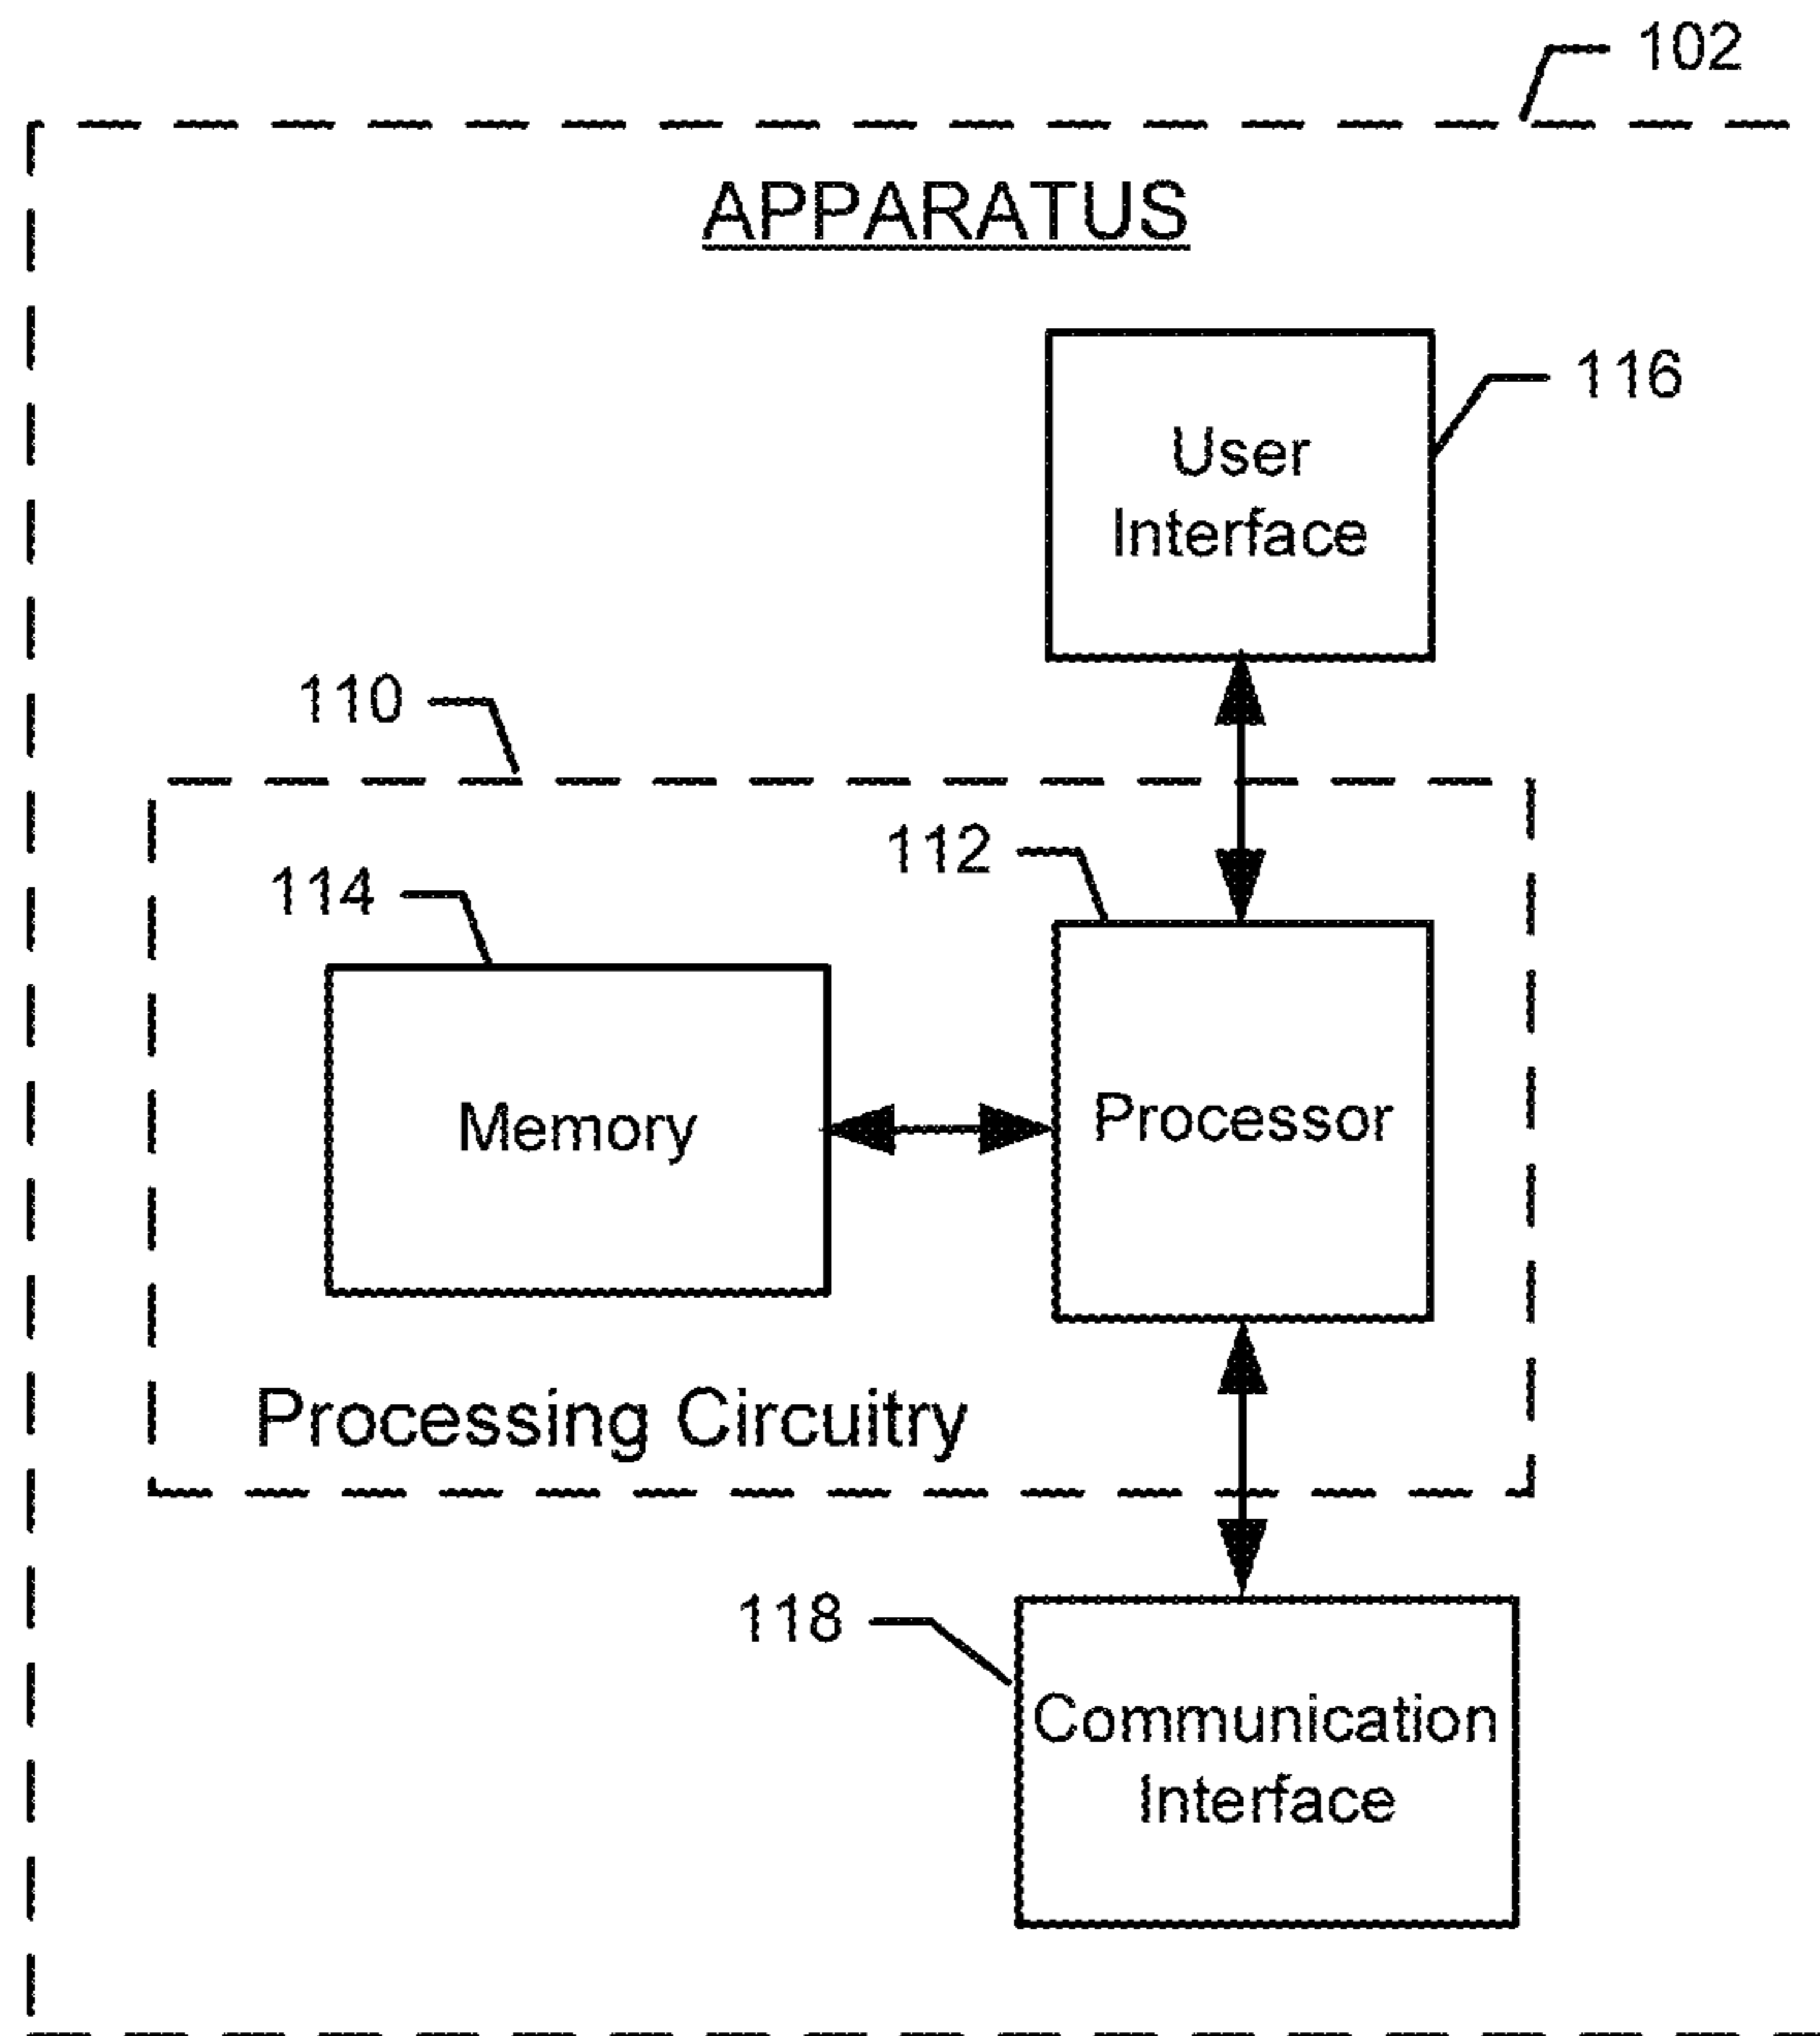 102
APPARATUS
116
User
Interface
110
112
114
Memory
Processor
Processing Circuitry
118
Communication
Interface